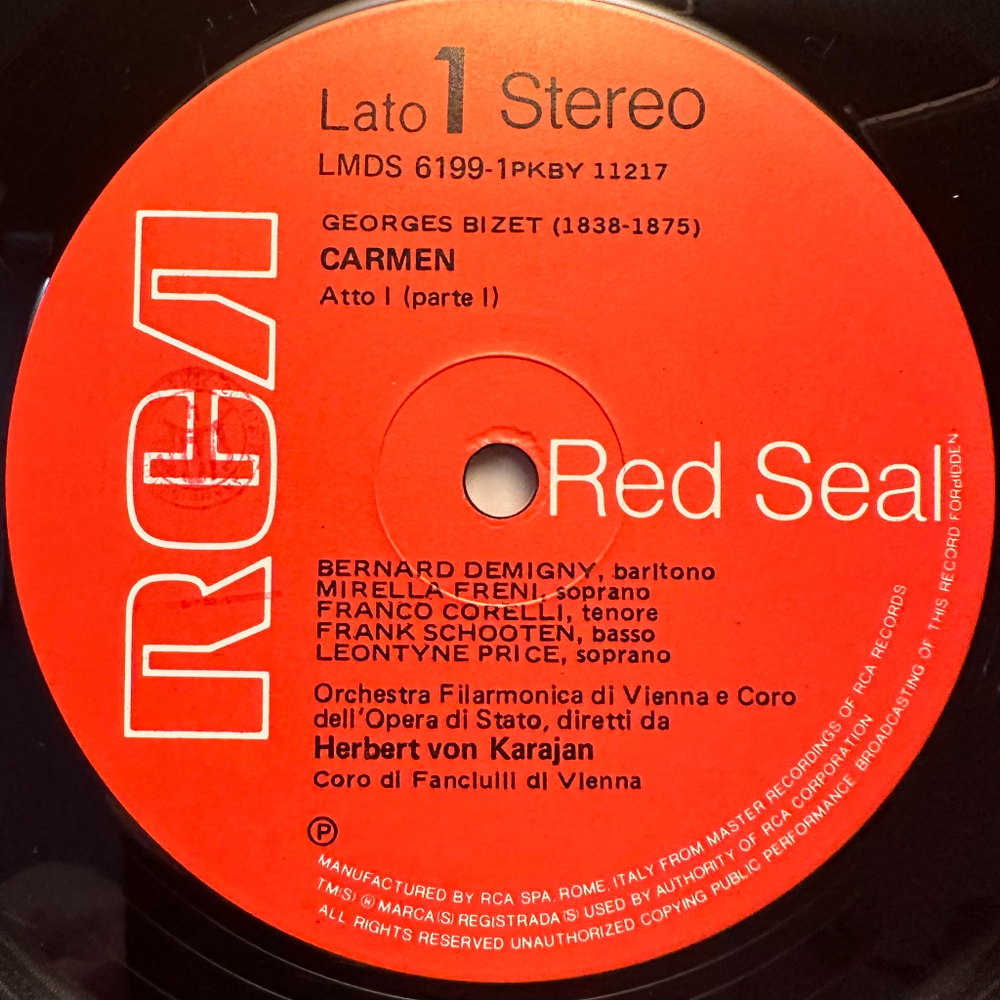 Lato 1 Stereo
LMDS 6199-1 PKBY 11217
GEORGES BIZET (1838-1875)
CARMEN
Atto I (parte I)
RCA
Red Seal
BERNARD DEMIGNY, baritono
MIRELLA FRENI, soprano
FRANCO CORELLI, tenore
FRANK SCHOOTEN, basso
LEONTYNE PRICE, soprano
Orchestra Filarmonica di Vienna e Coro
dell'Opera di Stato, diretti da
Herbert von Karajan
Coro di Fanciulli di Vienna
Ⓟ
MANUFACTURED BY RCA SPA. ROME. ITALY FROM MASTER RECORDINGS OF RCA RECORDS
TM(S) ® MARCA(S) REGISTRADA(S) USED BY AUTHORITY OF RCA CORPORATION
ALL RIGHTS RESERVED UNAUTHORIZED COPYING PUBLIC PERFORMANCE BROADCASTING OF THIS RECORD FORBIDDEN.